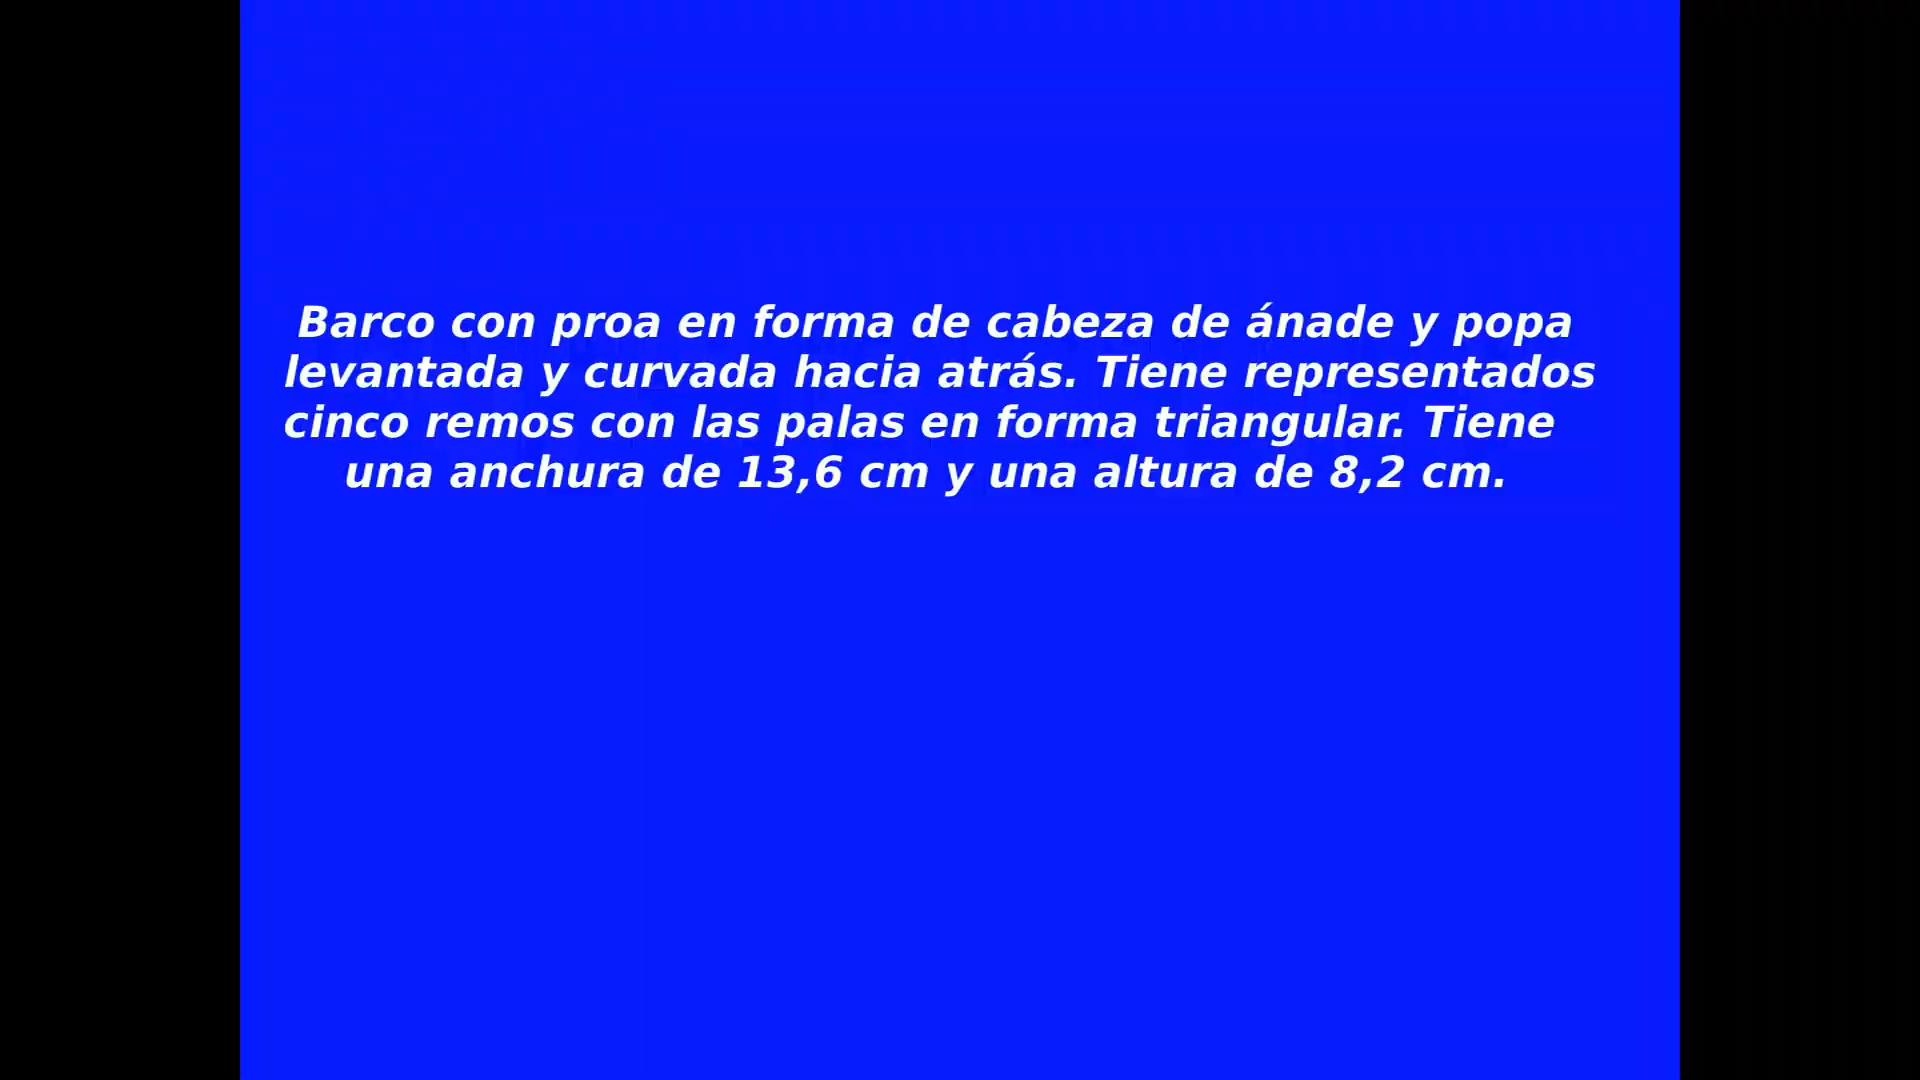 Barco con proa en forma de cabeza de ánade y popa
levantada y curvada hacia atrás. Tiene representados
cinco remos con las palas en forma triangular. Tiene
una anchura de 13,6 cm y una altura de 8,2 cm.